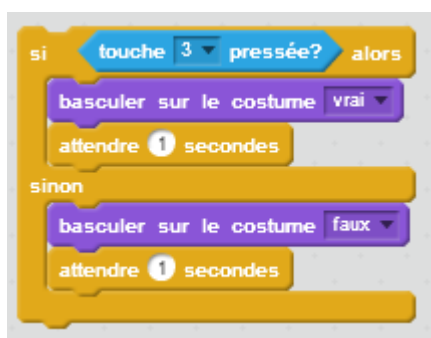 si touche 3 pressée? alors
basculer sur le costume vrai
attendre 1 secondes
sinon
basculer sur le costume faux
attendre 1 secondes